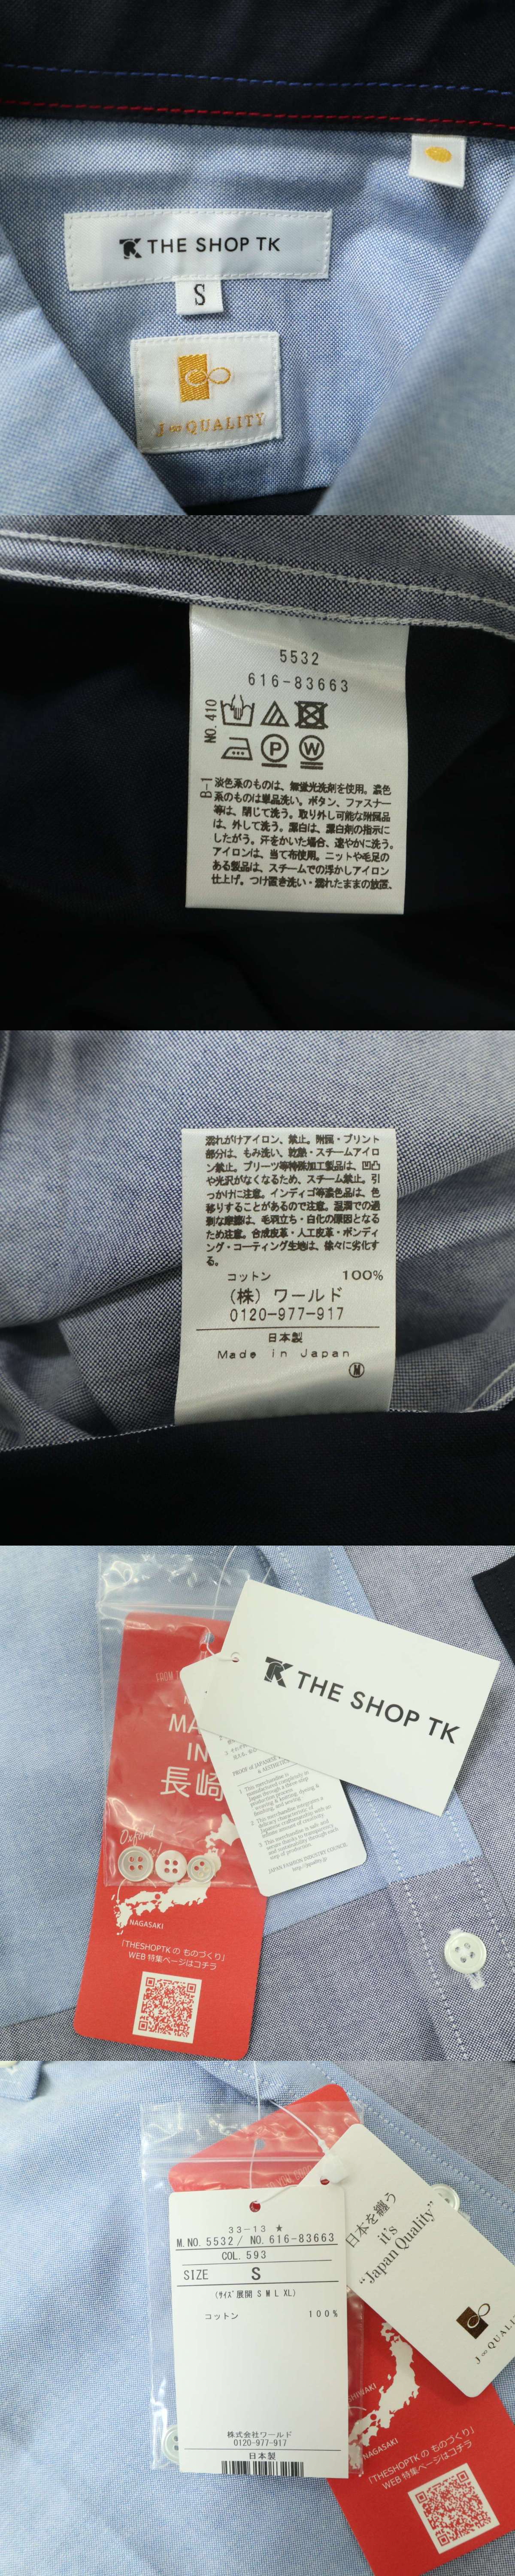 THE SHOP TK
S
J∞QUALITY
5532
616-83663
NO.410
B-1
淡色系のものは、無蛍光洗剤を使用。濃色
系のものは単品洗い。ボタン、ファスナー
等は、閉じて洗う。取り外し可能な附属品
は、外して洗う。漂白は、漂白剤の指示に
したがう。汗をかいた場合、速やかに洗う。
アイロンは、当て布使用。ニットや毛足の
ある製品は、スチームでの浮かしアイロン
仕上げ。つけ置き洗い・濡れたままの放置、
濡れがけアイロン、禁止。附属・プリント
部分は、もみ洗い、乾熱・スチームアイロ
ン禁止。プリーツ等特殊加工製品は、凹凸
や光沢がなくなるため、スチーム禁止。引
っかけに注意。インディゴ等濃色品は、色
移りすることがあるので注意。湿潤での過
剰な摩擦は、毛羽立ち・白化の原因となる
ため注意。合成皮革・人工皮革・ボンディ
ング・コーティング生地は、徐々に劣化す
る。
コットン 100%
(株) ワールド
0120-977-917
日本製
Made in Japan
M
THE SHOP TK
MA
IN
長崎
Oxford
NAGASAKI
「THESHOPTK の ものづくり」
WEB 特集ページはコチラ
JAPAN FASHION INDUSTRY COUNCIL
http://jquality.jp
33-13 ★
M.NO. 5532 / NO. 616-83663
COL. 593
SIZE S
(サイズ展開 S M L XL)
コットン 100%
株式会社ワールド
0120-977-917
日本製
日本を纏う
it's
"Japan Quality"
J∞QUALI
SHIWAKI
NAGASAKI
「THESHOPTK の ものづくり」
WEB 特集ページはコチラ